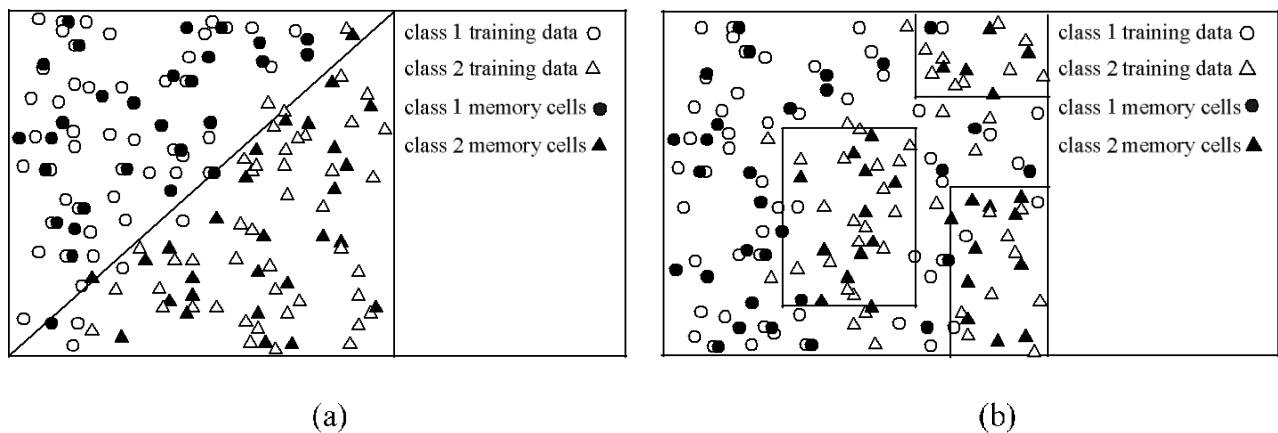 class 1 training data
class 2 training data
class 1 memory cells
class 2 memory cells
(a)
class 1 training data
class 2 training data
class 1 memory cells
class 2 memory cells
(b)